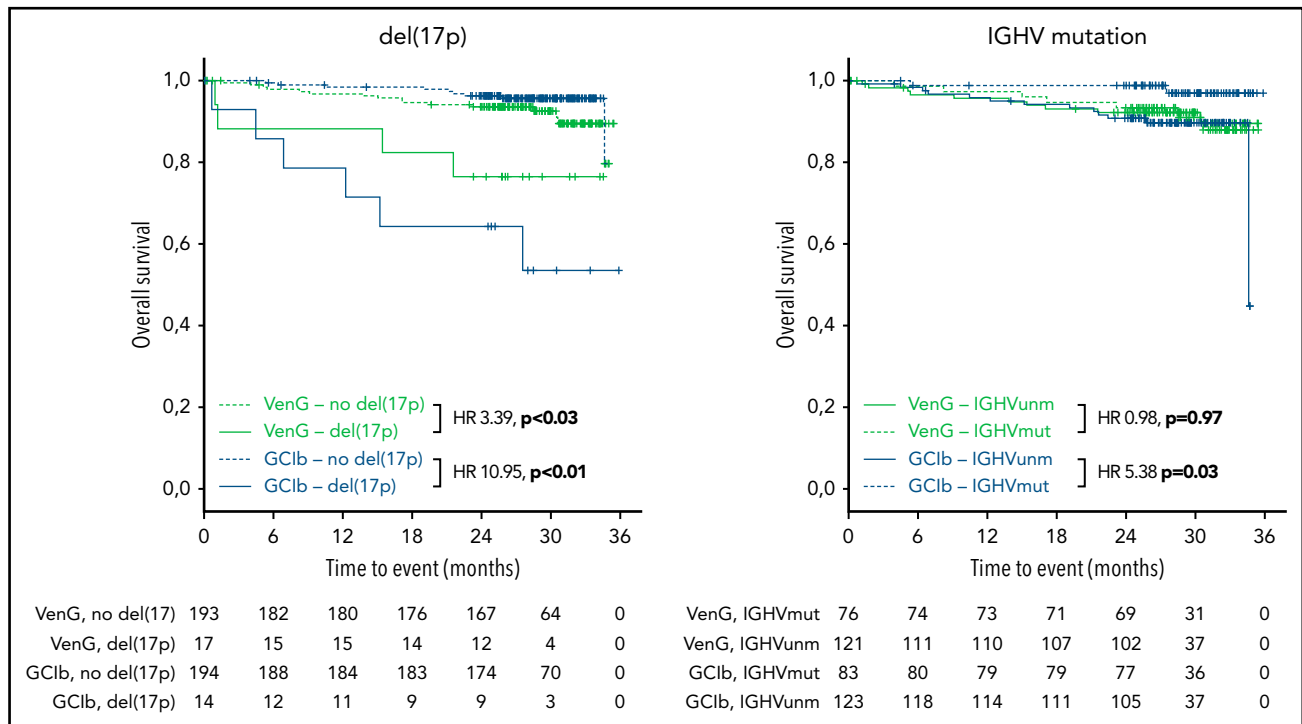 del(17p)
1,0
0,8
0,6
0,4
0,2
0,0
Overall survival
VenG – no del(17p)
VenG – del(17p)
HR 3.39, p<0.03
GClb – no del(17p)
GClb – del(17p)
HR 10.95, p<0.01
0 6 12 18 24 30 36
Time to event (months)
VenG, no del(17) 193 182 180 176 167 64 0
VenG, del(17p) 17 15 15 14 12 4 0
GClb, no del(17p) 194 188 184 183 174 70 0
GClb, del(17p) 14 12 11 9 9 3 0
IGHV mutation
1,0
0,8
0,6
0,4
0,2
0,0
Overall survival
VenG – IGHVunm
VenG – IGHVmut
HR 0.98, p=0.97
GClb – IGHVunm
GClb – IGHVmut
HR 5.38 p=0.03
0 6 12 18 24 30 36
Time to event (months)
VenG, IGHVmut 76 74 73 71 69 31 0
VenG, IGHVunm 121 111 110 107 102 37 0
GClb, IGHVmut 83 80 79 79 77 36 0
GClb, IGHVunm 123 118 114 111 105 37 0